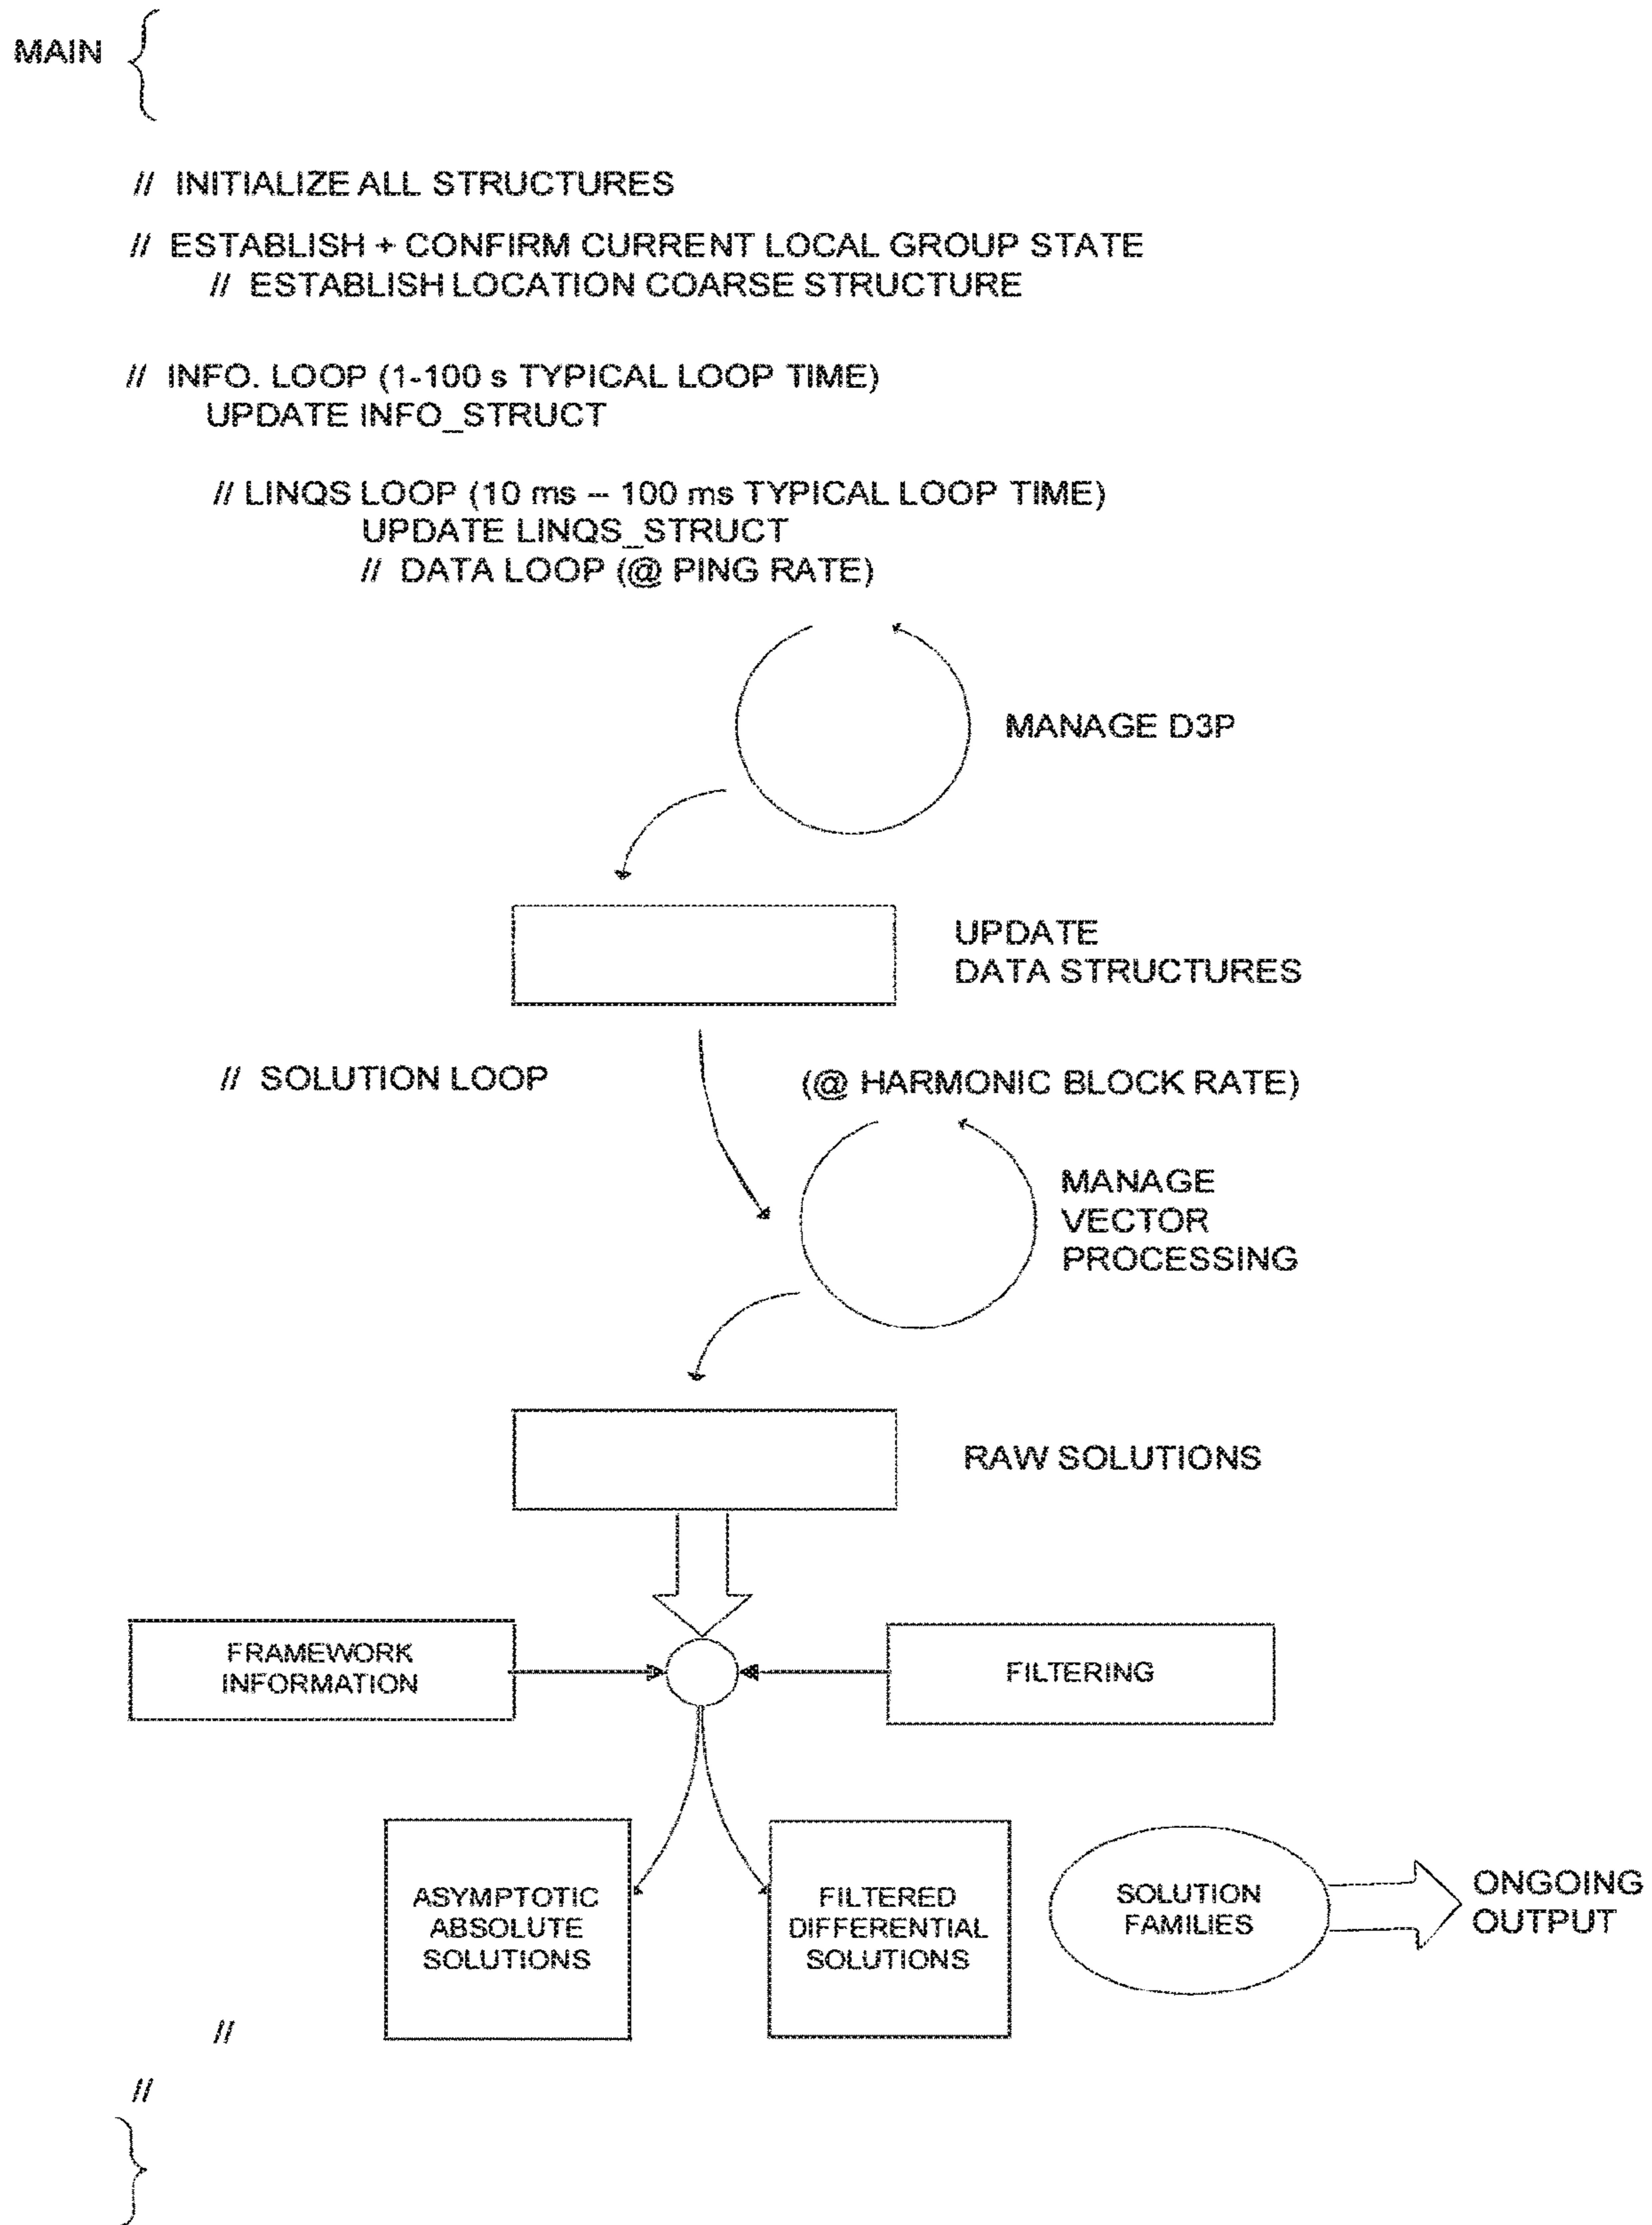 MAIN {
// INITIALIZE ALL STRUCTURES
// ESTABLISH + CONFIRM CURRENT LOCAL GROUP STATE
// ESTABLISH LOCATION COARSE STRUCTURE
// INFO. LOOP (1-100 s TYPICAL LOOP TIME)
UPDATE INFO_STRUCT
// LINQS LOOP (10 ms – 100 ms TYPICAL LOOP TIME)
UPDATE LINQS_STRUCT
// DATA LOOP (@ PING RATE)
MANAGE D3P
UPDATE
DATA STRUCTURES
// SOLUTION LOOP
(@ HARMONIC BLOCK RATE)
MANAGE
VECTOR
PROCESSING
RAW SOLUTIONS
FRAMEWORK
INFORMATION
FILTERING
ASYMPTOTIC
ABSOLUTE
SOLUTIONS
FILTERED
DIFFERENTIAL
SOLUTIONS
SOLUTION
FAMILIES
ONGOING
OUTPUT
//
//
}